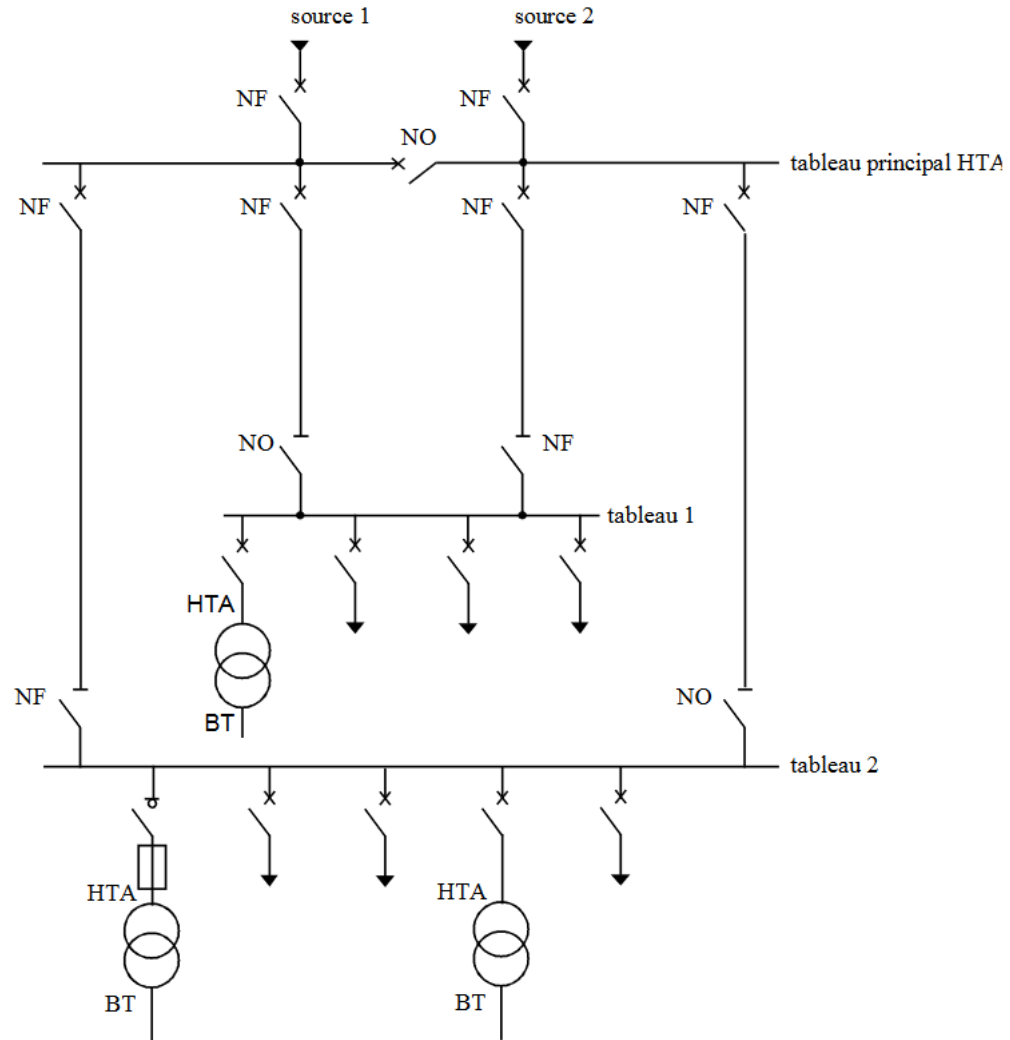 source 1
source 2
NF
NF
NO
tableau principal HTA
NF
NF
NF
NF
NO
NF
tableau 1
HTA
BT
NF
NO
tableau 2
HTA
HTA
BT
BT